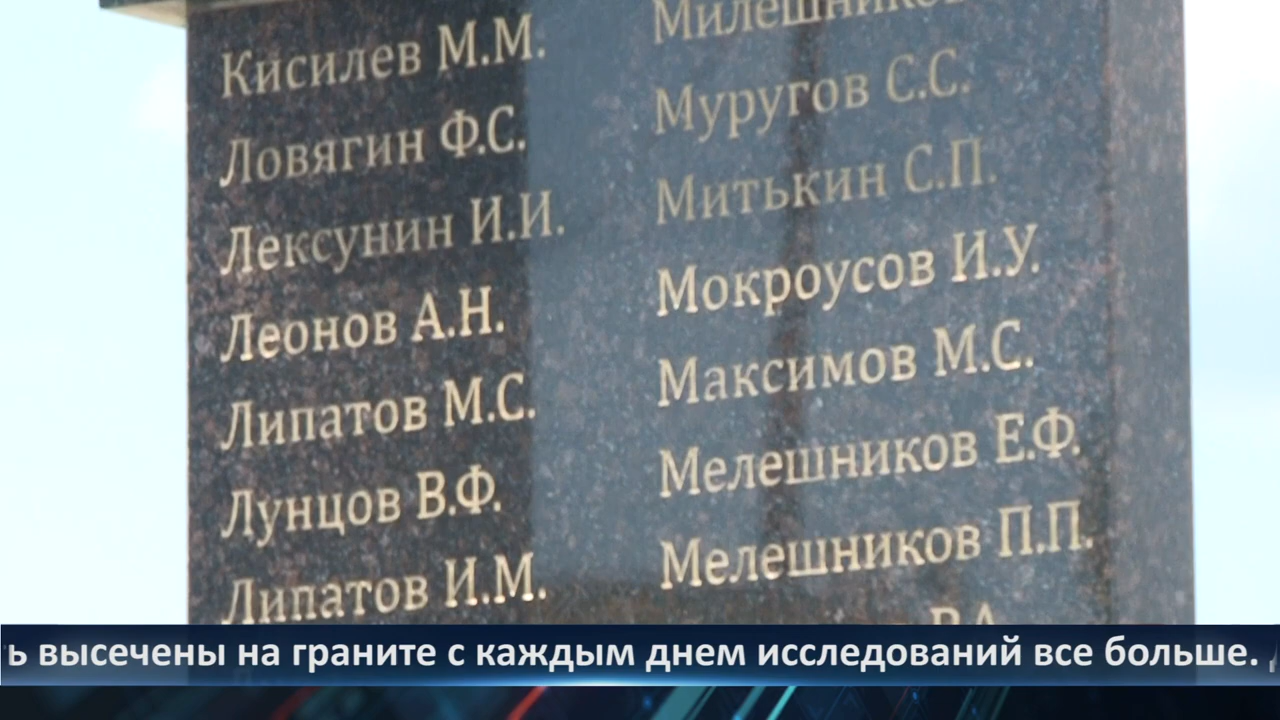 Кисилев М.М.
Ловягин Ф.С.
Лексунин И.И.
Леонов А.Н.
Липатов М.С.
Лунцов В.Ф.
Липатов И.М.
Муругов С.С.
Митькин С.П.
Мокроусов И.У.
Максимов М.С.
Мелешников Е.Ф.
Мелешников П.П.
высечены на граните с каждым днем исследований все больше.